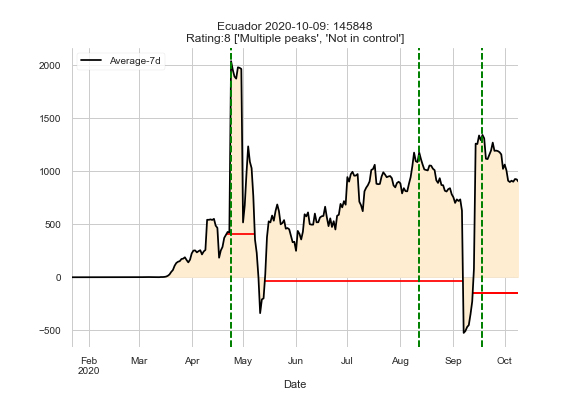 Ecuador 2020-10-09: 145848
Rating:8 ['Multiple peaks', 'Not in control']
Average-7d
2000
1500
1000
500
0
−500
Feb
2020
Mar
Apr
May
Jun
Jul
Aug
Sep
Oct
Date